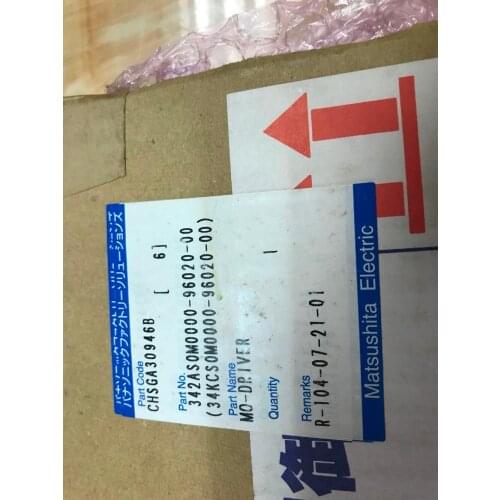 パナソニックファクトリーソリューションズ
Part Code
CHSGA30946B [ 6]
Part No.
342ASQM0000-96020-00
(34KCSQM0000-96020-00)
Part Name
MO-DRIVER
Quantity
1
Remarks
R-104-07-21-01
Matsushita Electric